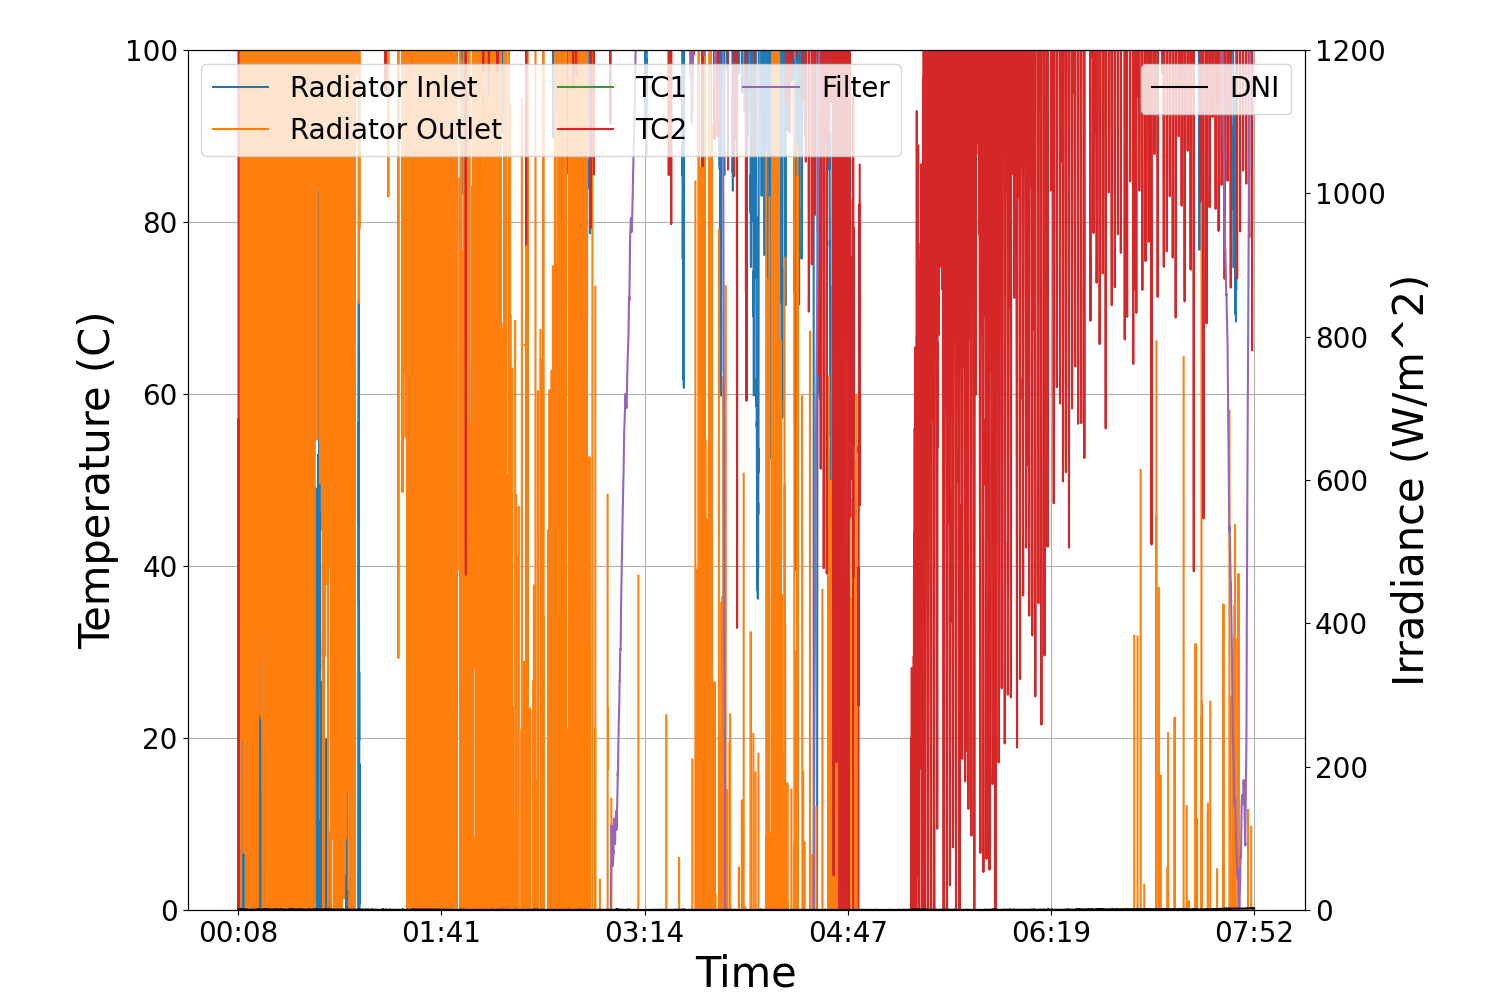 100
80
60
40
20
0
Temperature (C)
Radiator Inlet
Radiator Outlet
TC1
TC2
Filter
DNI
1200
1000
800
600
400
200
0
Irradiance (W/m^2)
00:08
01:41
03:14
04:47
06:19
07:52
Time